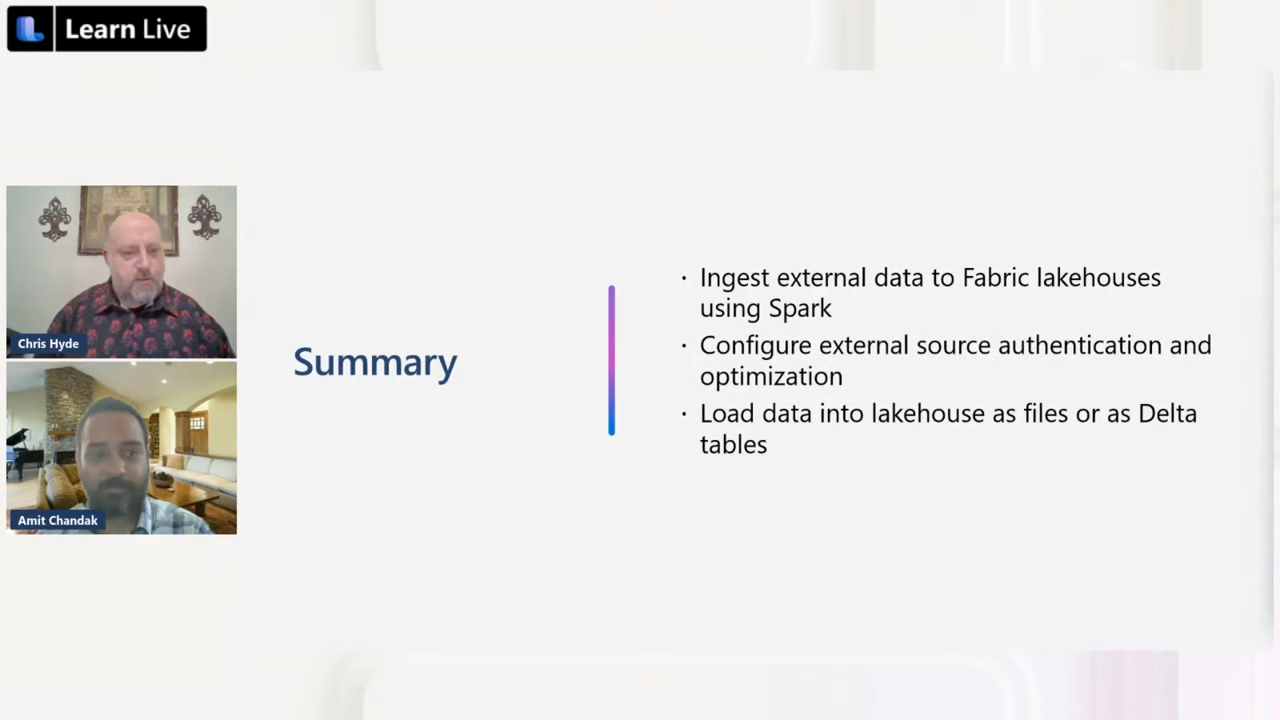 Learn Live
Chris Hyde
Amit Chandak
Summary
· Ingest external data to Fabric lakehouses
using Spark
· Configure external source authentication and
optimization
· Load data into lakehouse as files or as Delta
tables